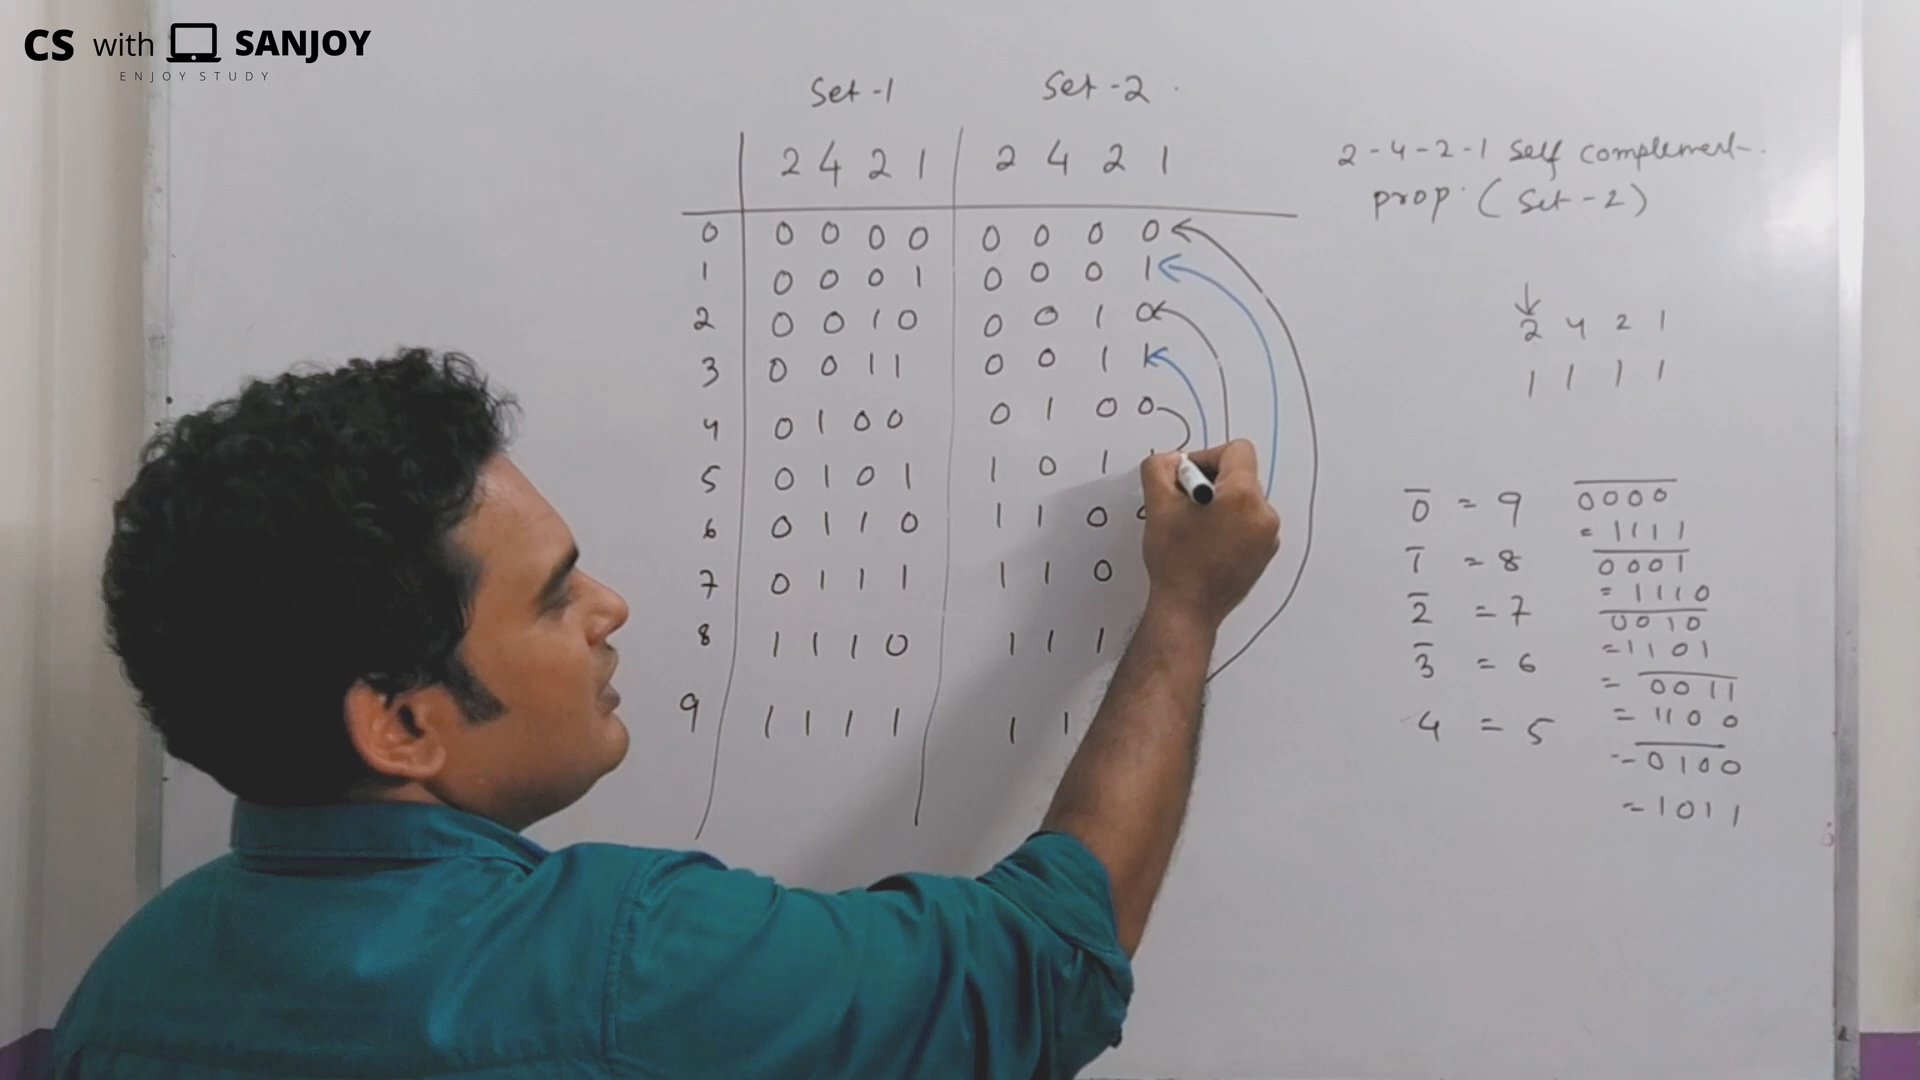 CS with SANJOY
ENJOY STUDY
Set-1 Set-2
2 4 2 1 2 4 2 1
0 0 0 0 0 0 0 0 0
1 0 0 0 1 0 0 0 1
2 0 0 1 0 0 0 1 0
3 0 0 1 1 0 0 1 1
4 0 1 0 0 0 1 0 0
5 0 1 0 1 1 0 1
6 0 1 1 0 1 1 0
7 0 1 1 1 1 1 0
8 1 1 1 0 1 1 1
9 1 1 1 1 1 1
2-4-2-1 Self complement
prop. (Set-2)
2 4 2 1
1 1 1 1
0̅ = 9
1̅ = 8
2̅ = 7
3̅ = 6
4 = 5
0000
= 1111
0001
= 1110
0010
= 1101
= 0011
= 1100
= 0100
= 1011